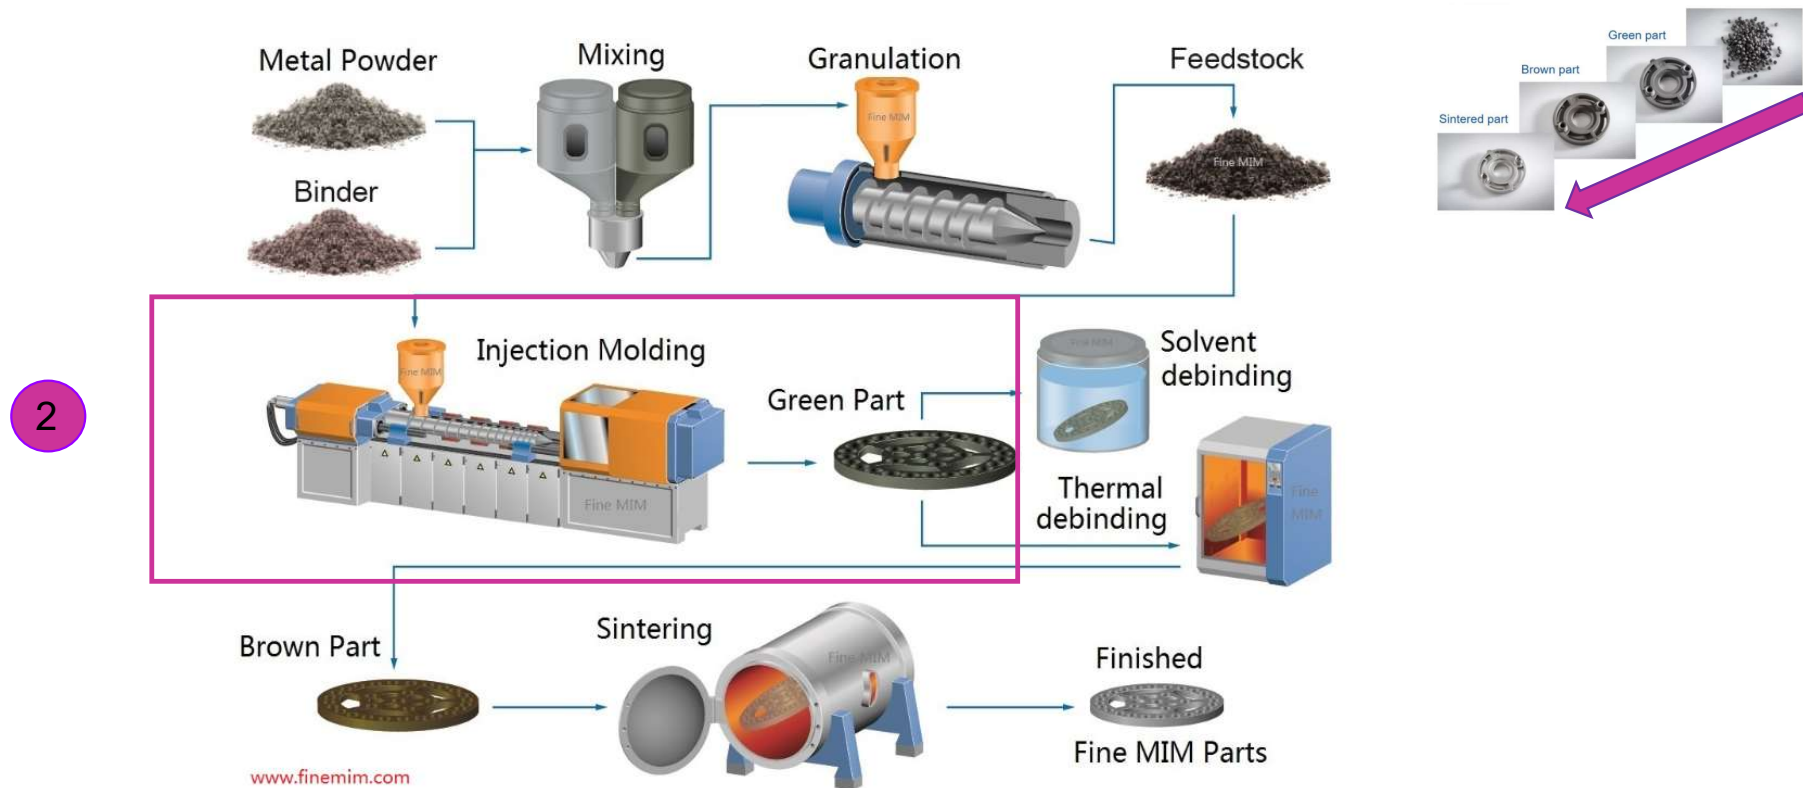 Metal Powder
Mixing
Granulation
Feedstock
Green part
Brown part
Sintered part
Fine MIM
Fine MIM
Binder
Injection Molding
Fine MIM
Solvent
debinding
Green Part
2
Thermal
debinding
Fine MIM
Fine
MIM
Brown Part
Sintering
Fine MIM
Finished
Fine MIM Parts
www.finemim.com